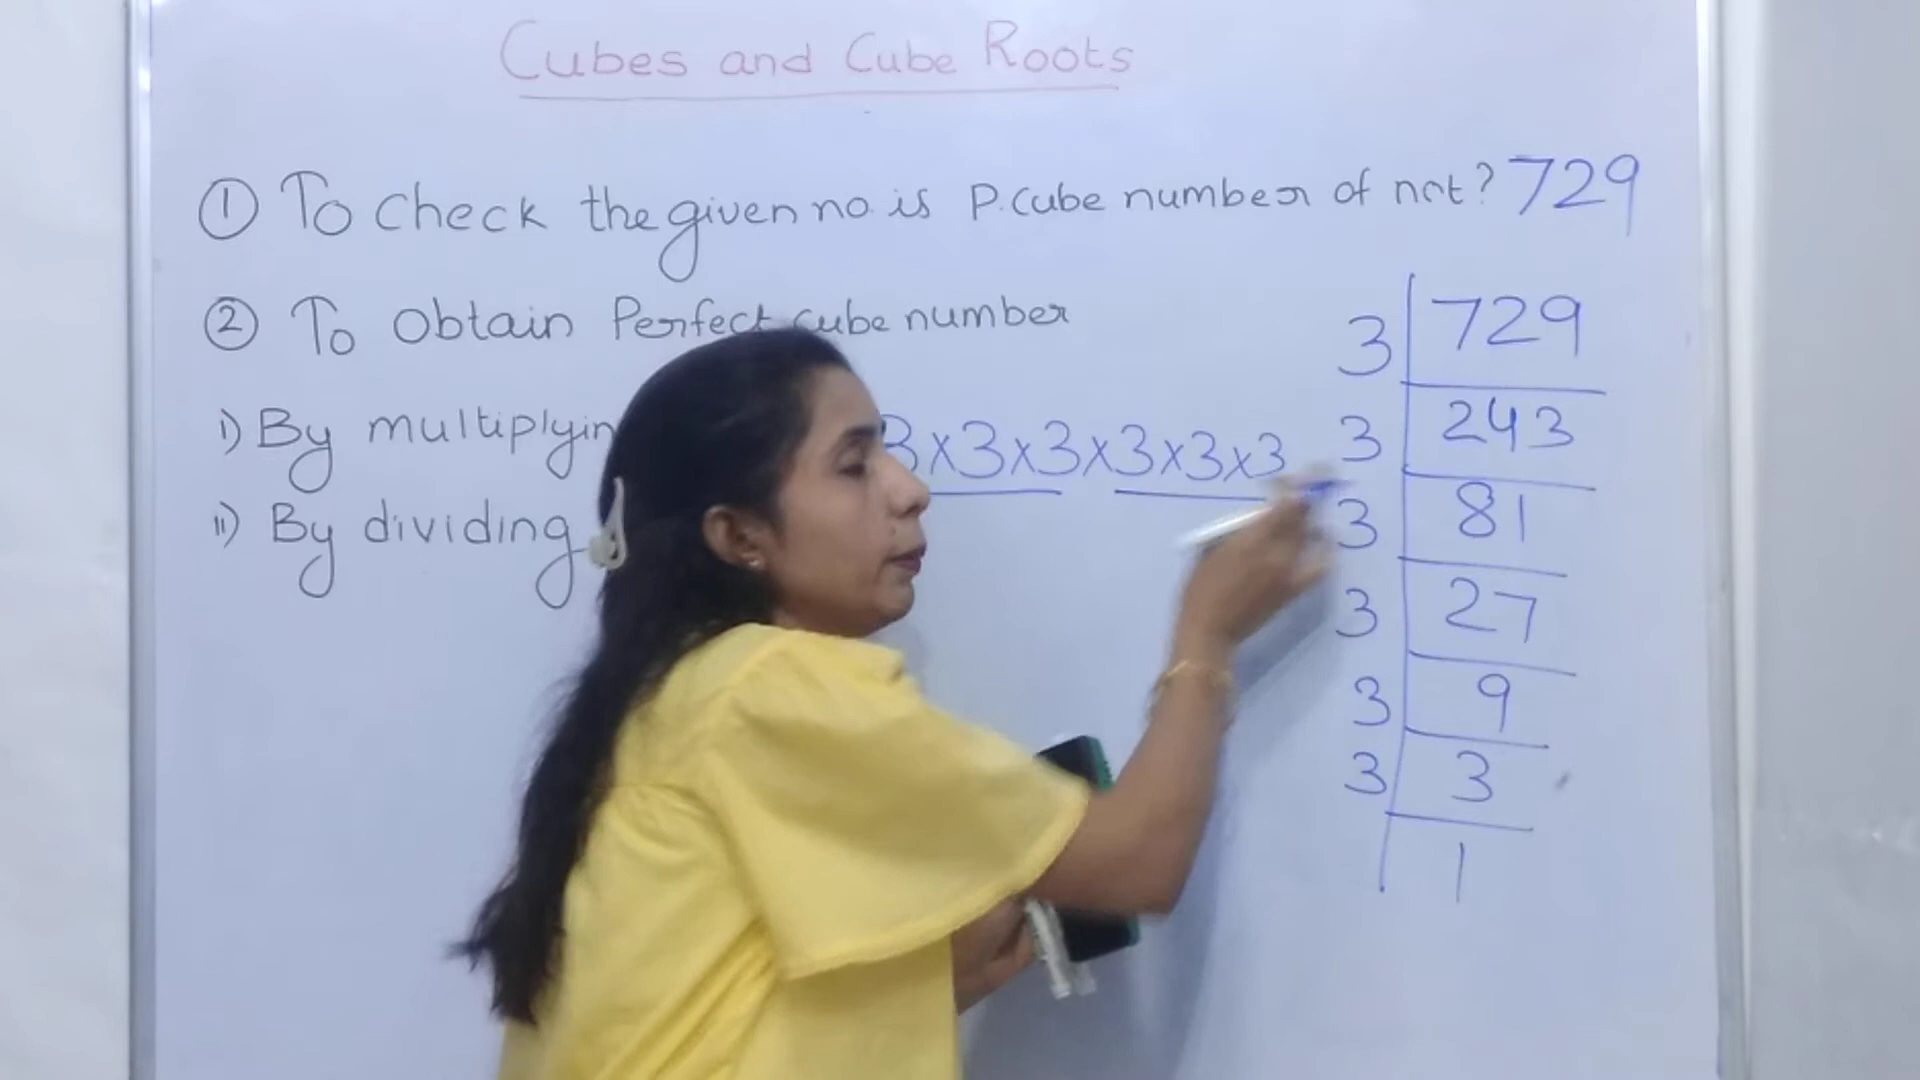 Cubes and Cube Roots
① To check the given no. is P. Cube number of not? 729
② To Obtain Perfect cube number
i) By multiplyin
3x3x3x3x3x3
ii) By dividing
3 729
3 243
3 81
3 27
3 9
3 3
1